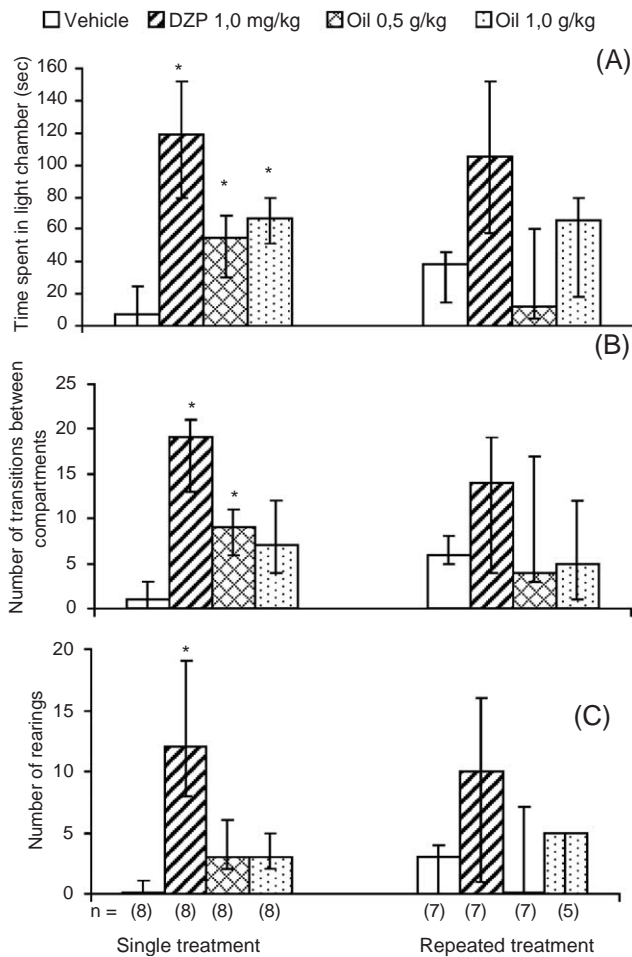 Vehicle DZP 1,0 mg/kg Oil 0,5 g/kg Oil 1,0 g/kg
(A)
Time spent in light chamber (sec)
160
140
120
100
80
60
40
20
0
* * *
(B)
Number of transitions between
compartments
25
20
15
10
5
0
* *
(C)
Number of rearings
20
15
10
5
0
*
n = (8) (8) (8) (8) (7) (7) (7) (5)
Single treatment Repeated treatment